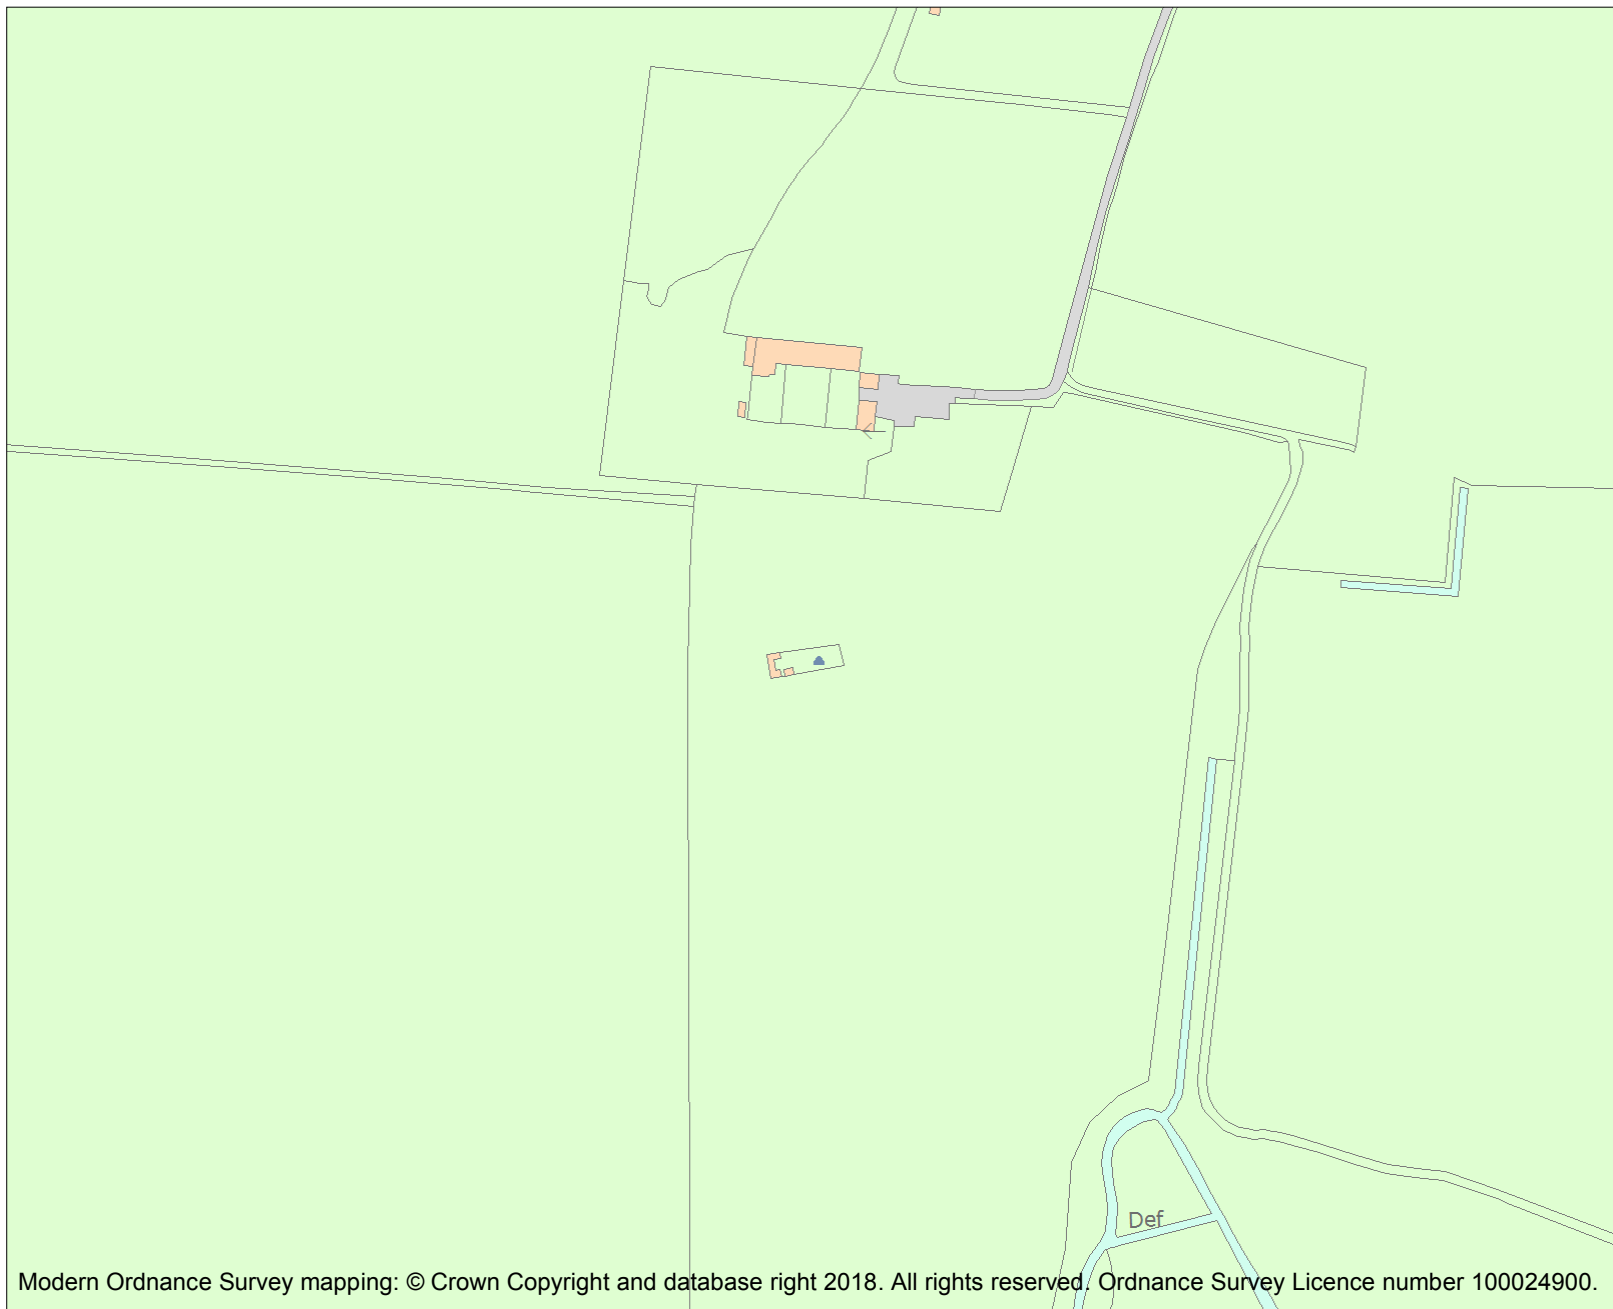 Def
Modern Ordnance Survey mapping: © Crown Copyright and database right 2018. All rights reserved. Ordnance Survey Licence number 100024900.